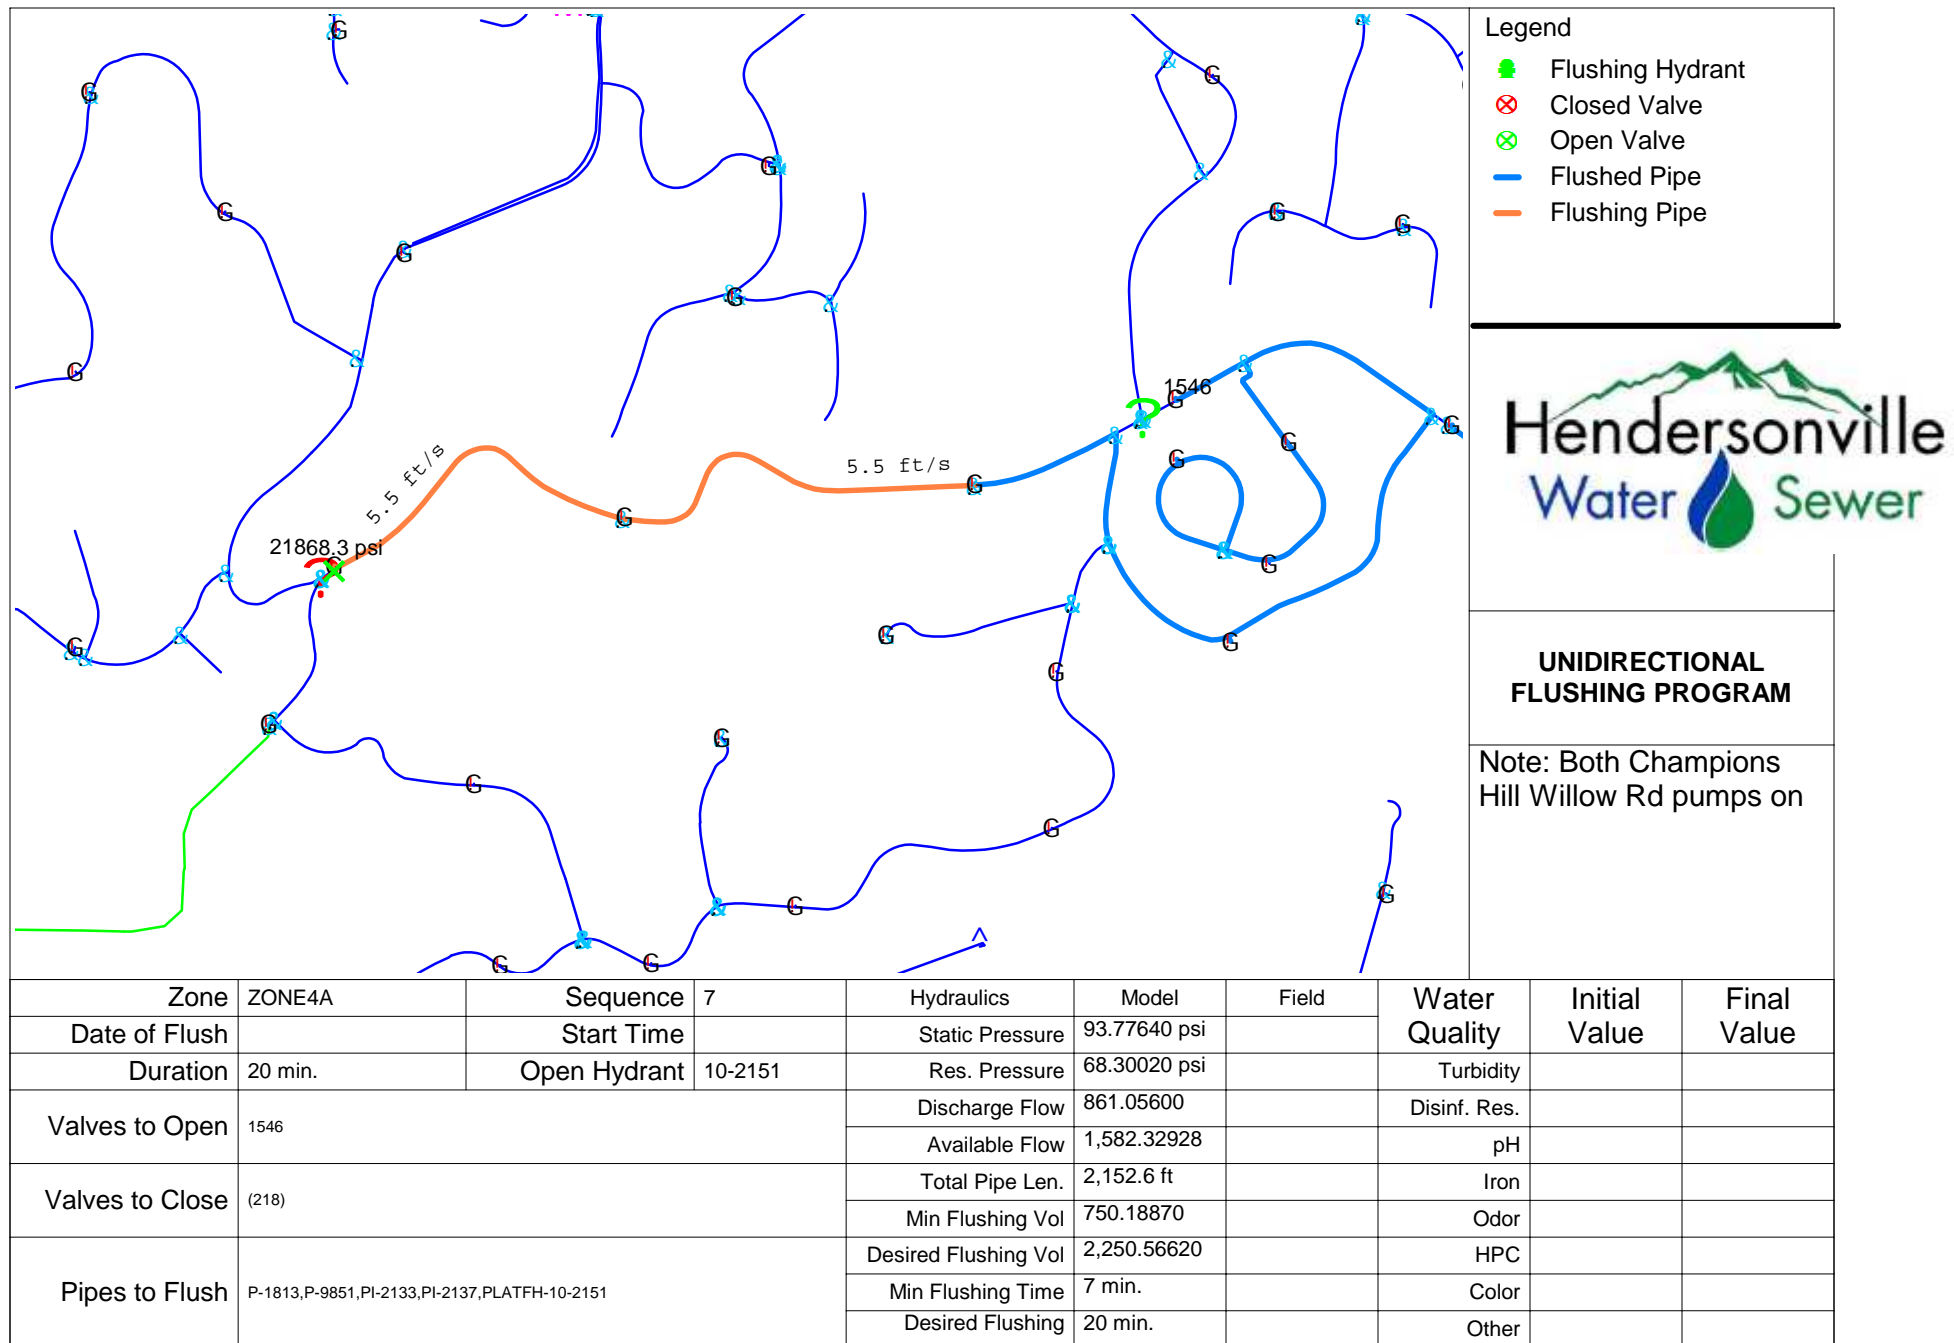 Legend
Flushing Hydrant
Closed Valve
Open Valve
Flushed Pipe
Flushing Pipe
1546
5.5 ft/s
5.5 ft/s
218 68.3 psi
Hendersonville
Water Sewer
UNIDIRECTIONAL
FLUSHING PROGRAM
Note: Both Champions
Hill Willow Rd pumps on
Zone ZONE4A Sequence 7 Hydraulics Model Field Water Quality Initial Value Final Value
Date of Flush Start Time Static Pressure 93.77640 psi
Duration 20 min. Open Hydrant 10-2151 Res. Pressure 68.30020 psi Turbidity
Valves to Open 1546 Discharge Flow 861.05600 Disinf. Res.
Available Flow 1,582.32928 pH
Valves to Close (218) Total Pipe Len. 2,152.6 ft Iron
Min Flushing Vol 750.18870 Odor
Pipes to Flush P-1813,P-9851,PI-2133,PI-2137,PLATFH-10-2151 Desired Flushing Vol 2,250.56620 HPC
Min Flushing Time 7 min. Color
Desired Flushing 20 min. Other